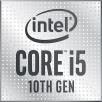 intel
CORE i5
10TH GEN